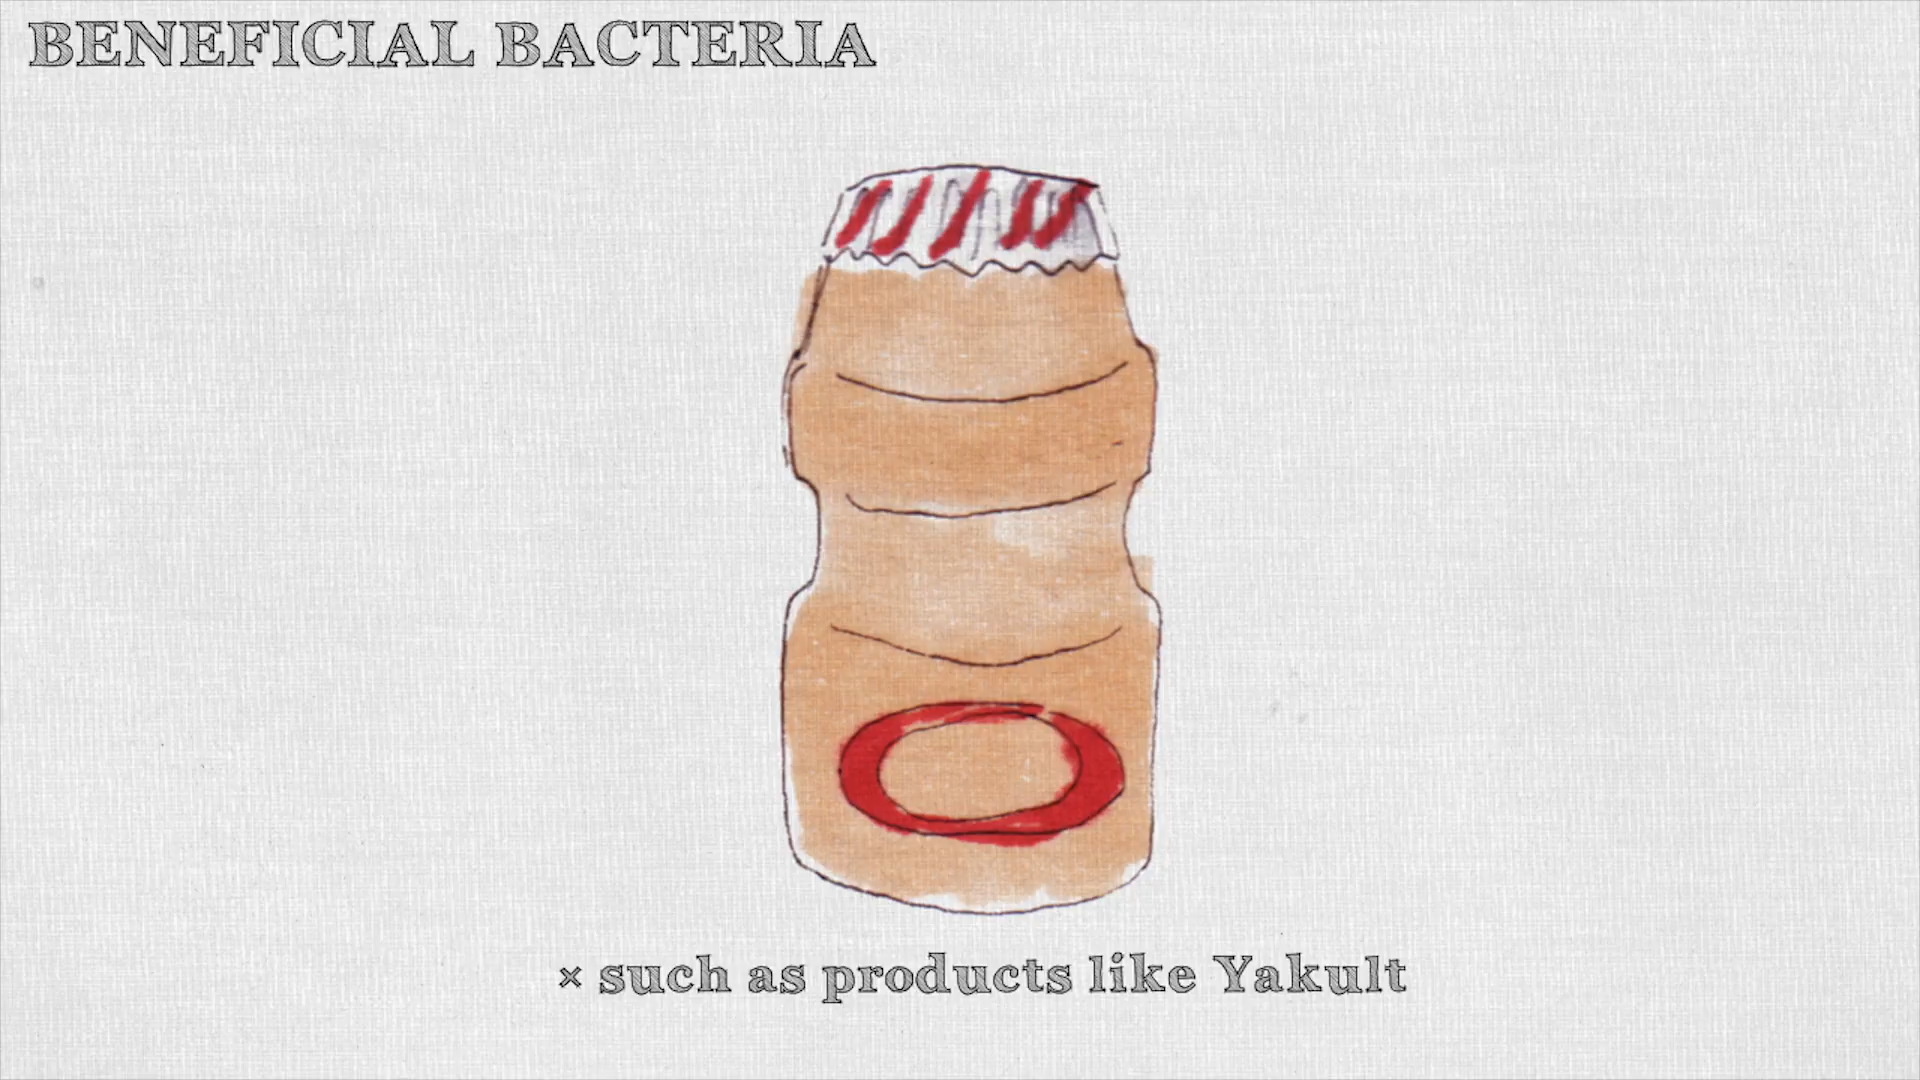 BENEFICIAL BACTERIA
× such as products like Yakult